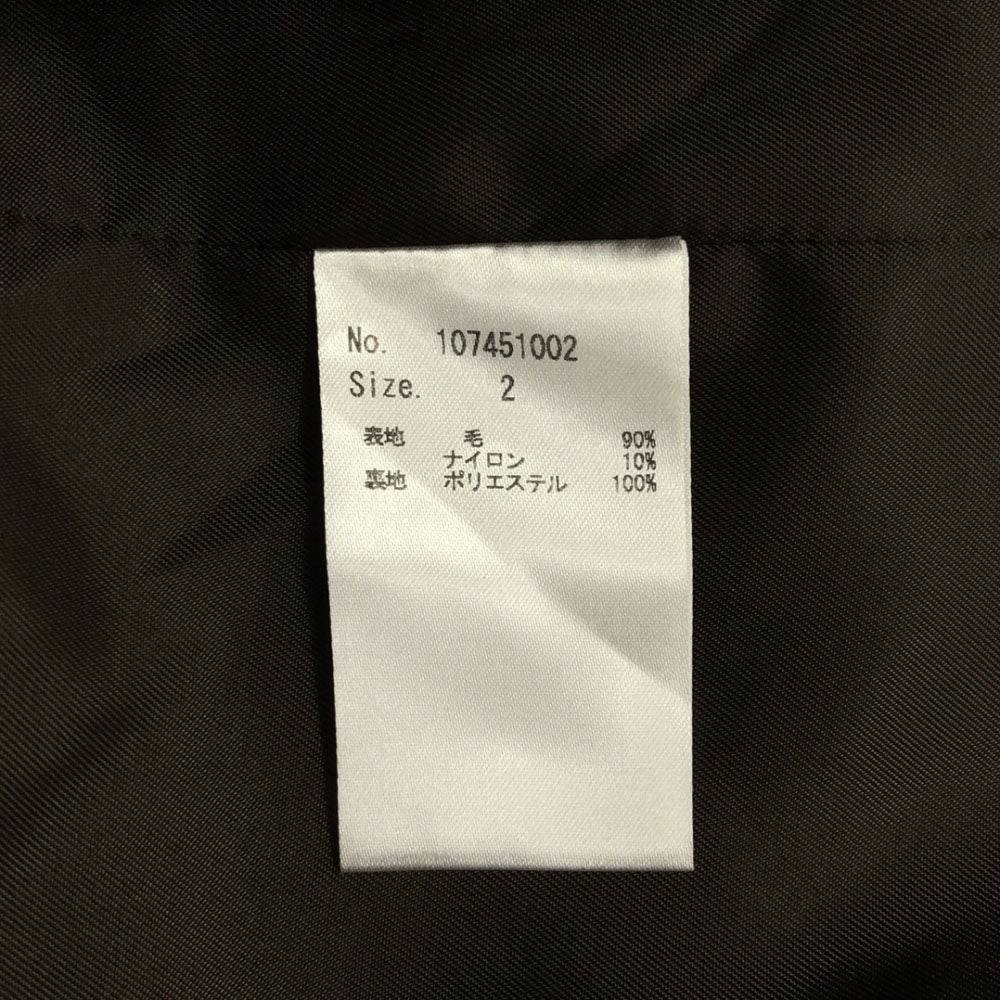 No. 107451002
Size. 2
表地 毛 90%
ナイロン 10%
裏地 ポリエステル 100%